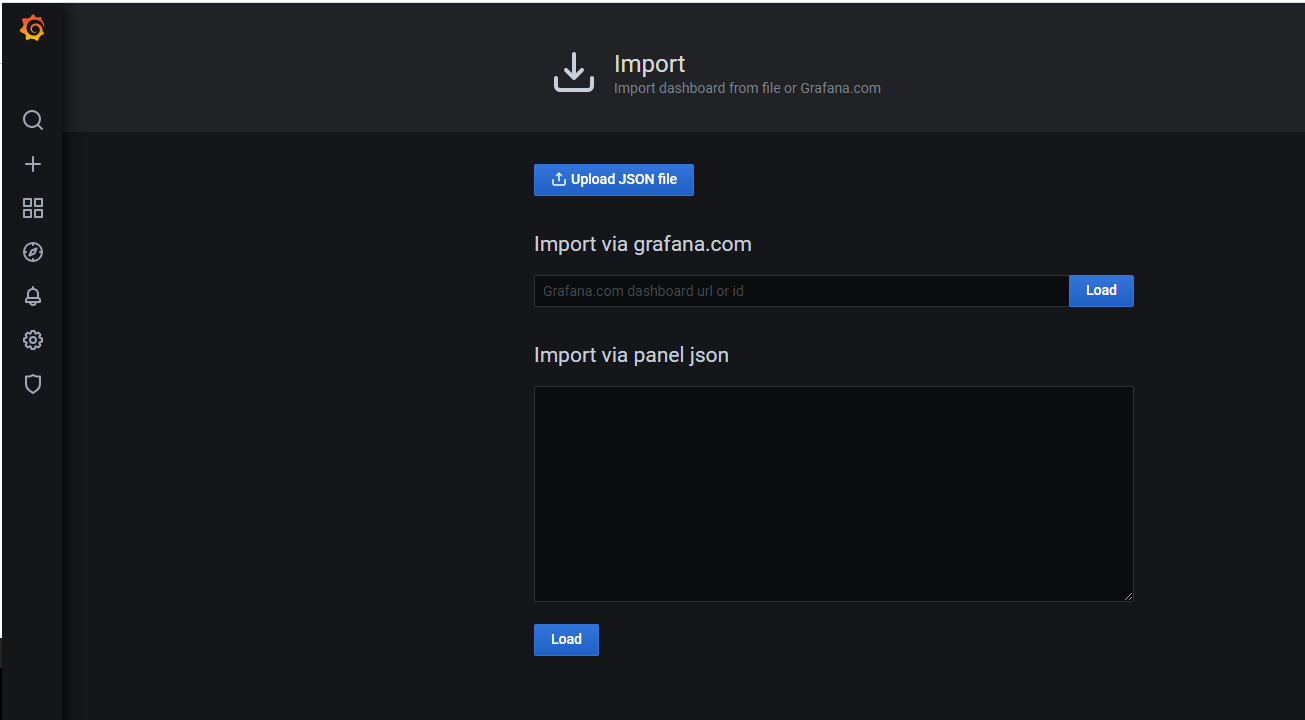 Import
Import dashboard from file or Grafana.com
Upload JSON file
Import via grafana.com
Grafana.com dashboard url or id
Load
Import via panel json
Load